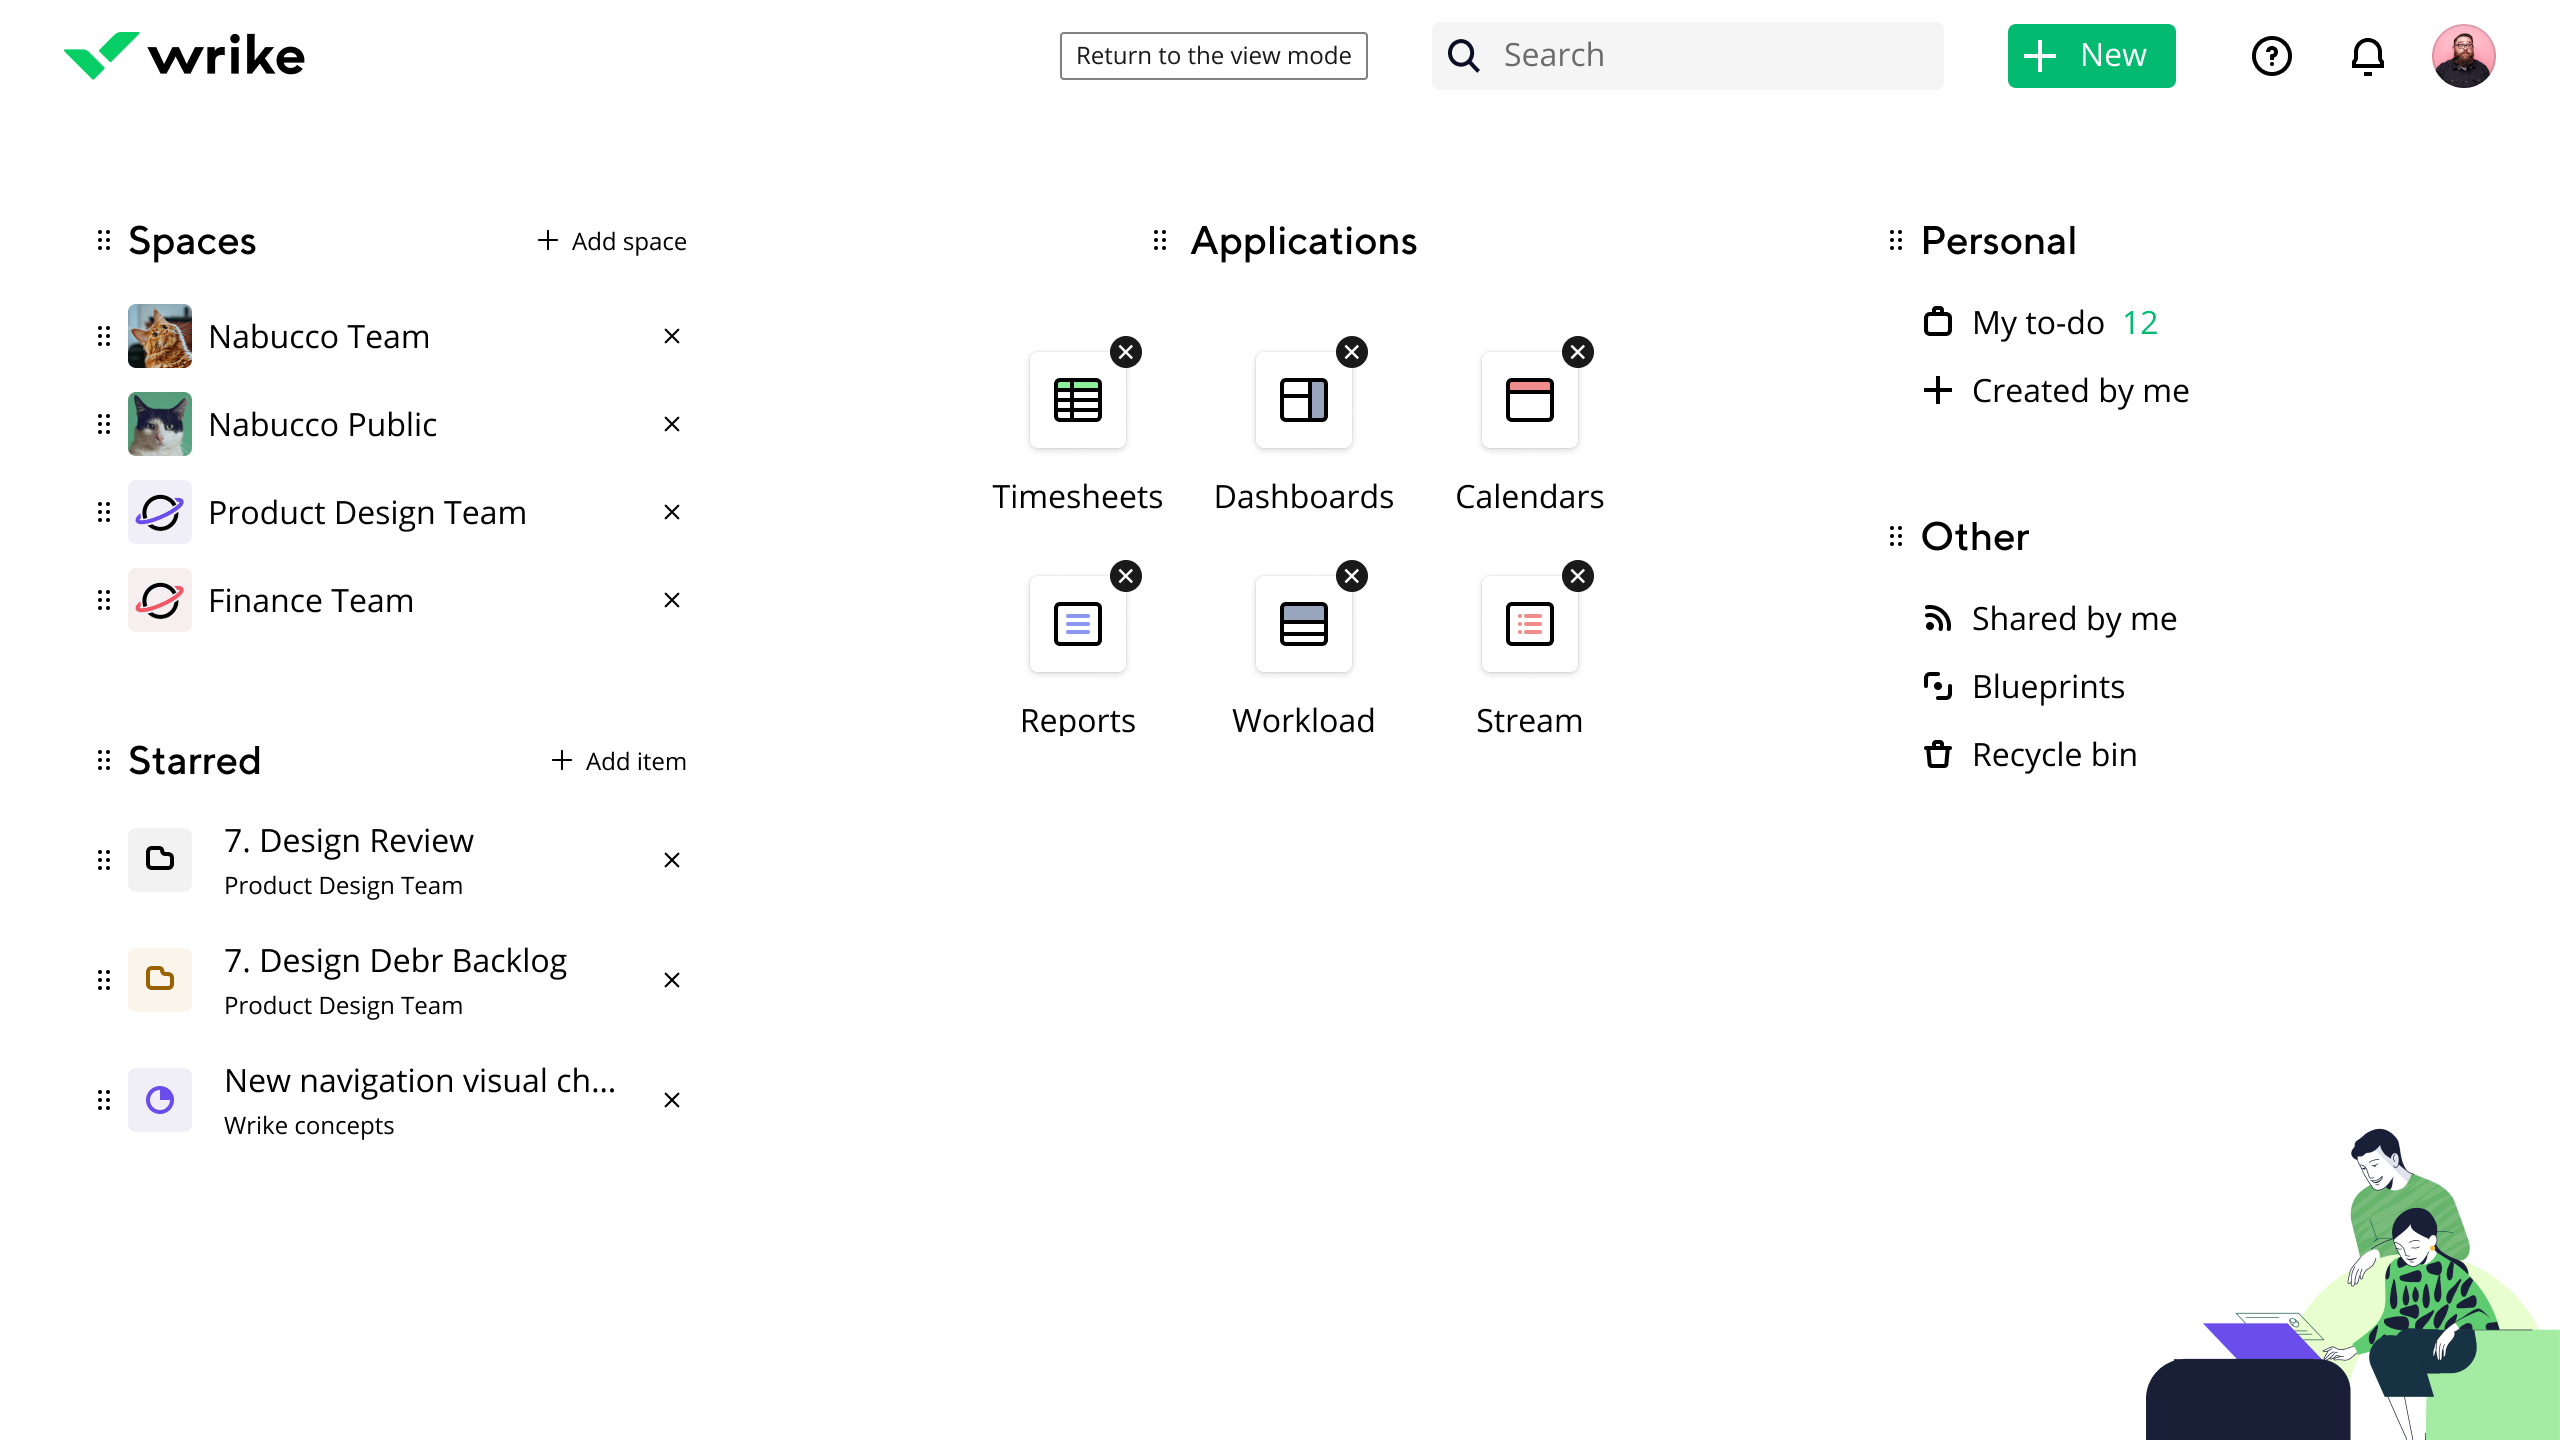 wrike
Return to the view mode
Search
New
Spaces
Add space
Nabucco Team
Nabucco Public
Product Design Team
Finance Team
Starred
Add item
7. Design Review
Product Design Team
7. Design Debr Backlog
Product Design Team
New navigation visual ch...
Wrike concepts
Applications
Timesheets
Dashboards
Calendars
Reports
Workload
Stream
Personal
My to-do 12
Created by me
Other
Shared by me
Blueprints
Recycle bin